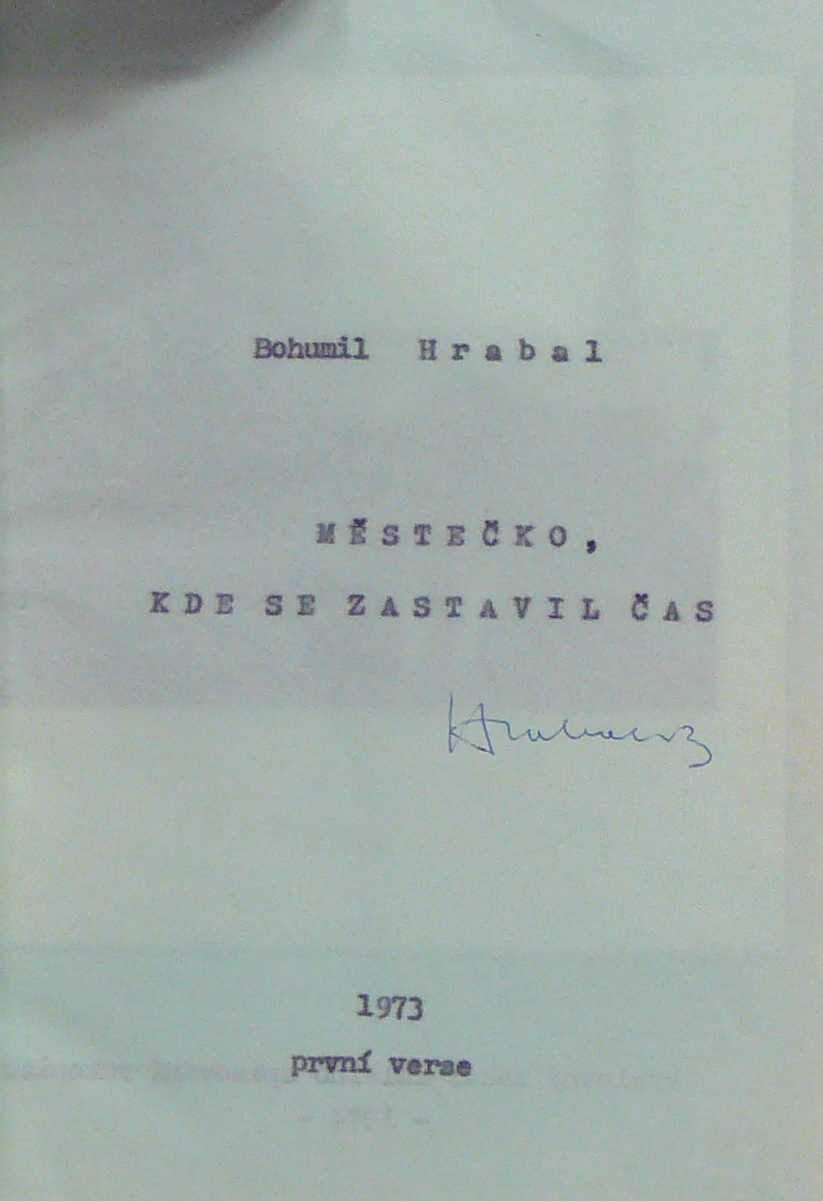 Bohumil Hrabal
MĚSTEČKO,
KDE SE ZASTAVIL ČAS
1973
první verse